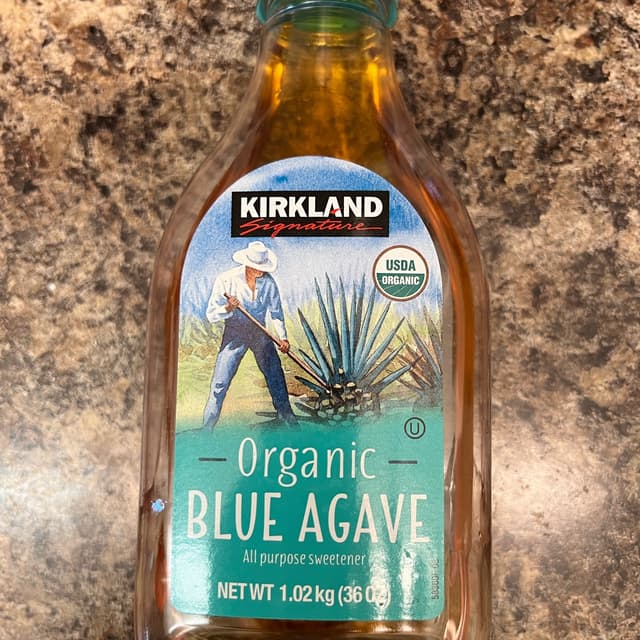 KIRKLAND
Signature
USDA
ORGANIC
U
Organic
BLUE AGAVE
All purpose sweetener
NET WT 1.02 kg (36 OZ)